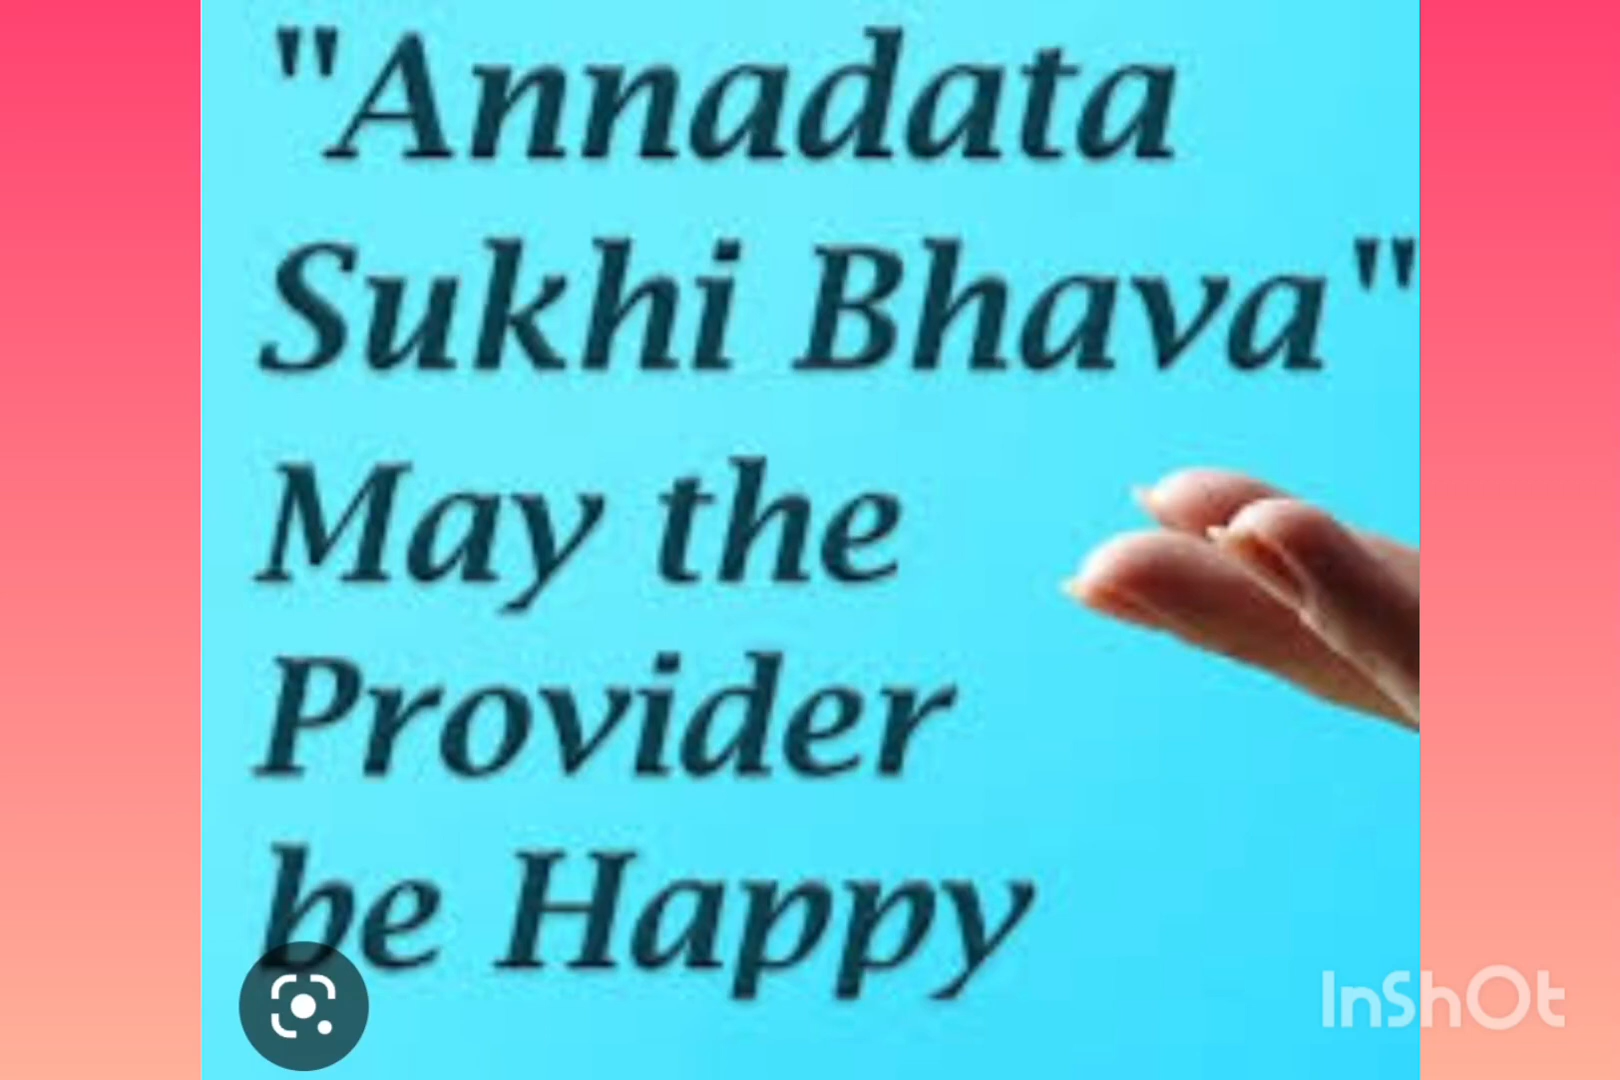 "Annadata
Sukhi Bhava"
May the
Provider
be Happy
InShOt